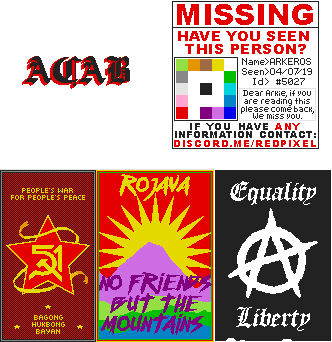 ACAB
MISSING
HAVE YOU SEEN
THIS PERSON?
Name>ARKEROS
Seen>04/07/19
Id> #5027
Dear Arkie, if you
are reading this
please come back,
We miss you.
IF YOU HAVE ANY
INFORMATION CONTACT:
DISCORD.ME/REDPIXEL
PEOPLE'S WAR
FOR PEOPLE'S PEACE
BAGONG
HUKBONG
BAYAN
ROJAVA
NO FRIENDS
BUT THE
MOUNTAINS
Equality
Liberty